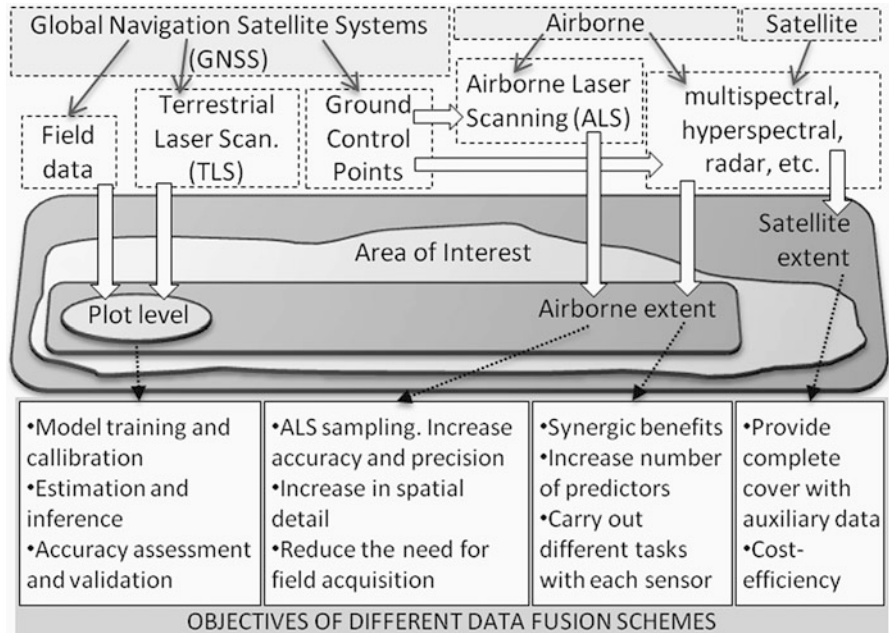 Global Navigation Satellite Systems
(GNSS)
Airborne
Satellite
Field
data
Terrestrial
Laser Scan.
(TLS)
Ground
Control
Points
Airborne Laser
Scanning (ALS)
multispectral,
hyperspectral,
radar, etc.
Area of Interest
Satellite
extent
Plot level
Airborne extent
•Model training and
callibration
•Estimation and
inference
•Accuracy assessment
and validation
•ALS sampling. Increase
accuracy and precision
•Increase in spatial
detail
•Reduce the need for
field acquisition
•Synergic benefits
•Increase number
of predictors
•Carry out
different tasks
with each sensor
•Provide
complete
cover with
auxiliary data
•Cost-
efficiency
OBJECTIVES OF DIFFERENT DATA FUSION SCHEMES